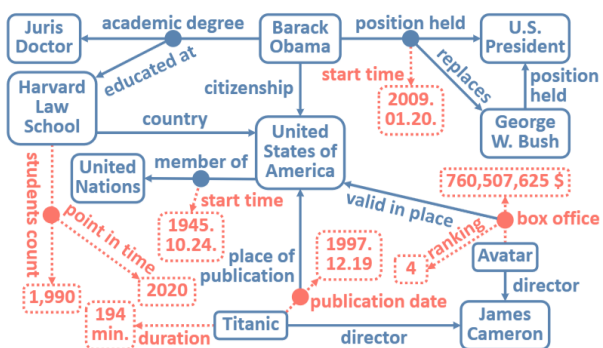 Juris
Doctor
academic degree
Barack
Obama
position held
U.S.
President
educated at
citizenship
start time
replaces
position
held
Harvard
Law
School
2009.
01.20.
George
W. Bush
country
United
States of
America
students count
United
Nations
member of
start time
valid in place
760,507,625 $
box office
point in time
1945.
10.24.
ranking
place of
publication
1997.
12.19
4
Avatar
1,990
2020
publication date
director
194
min.
duration
Titanic
director
James
Cameron